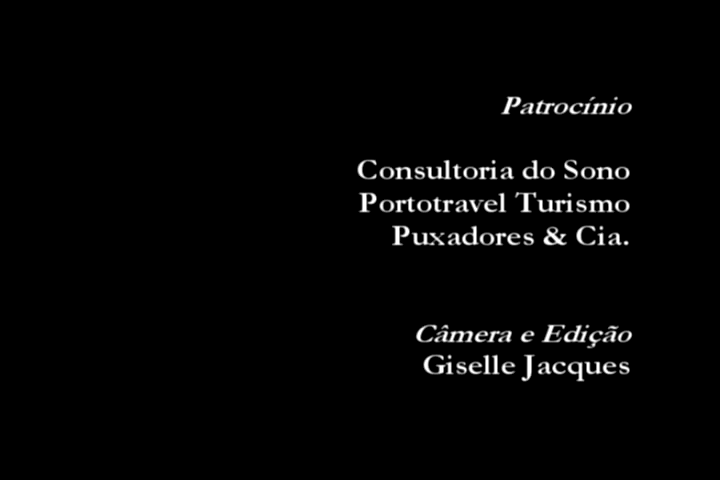 Patrocínio
Consultoria do Sono
Portotravel Turismo
Puxadores & Cia.
Câmera e Edição
Giselle Jacques